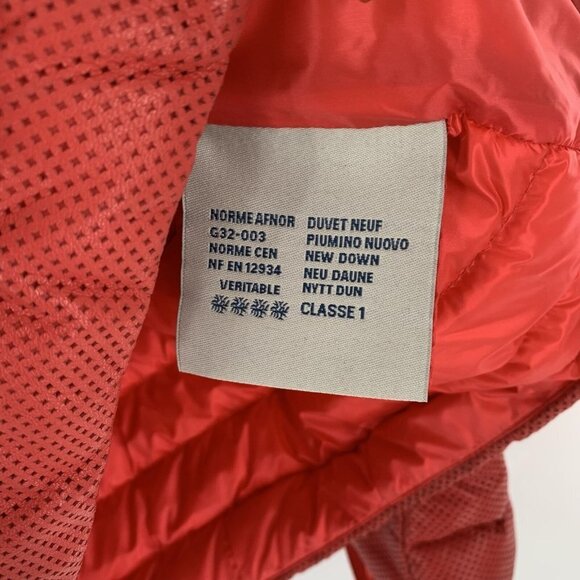 NORME AFNOR
G32-003
NORME CEN
NF EN 12934
VERITABLE
DUVET NEUF
PIUMINO NUOVO
NEW DOWN
NEU DAUNE
NYTT DUN
CLASSE 1